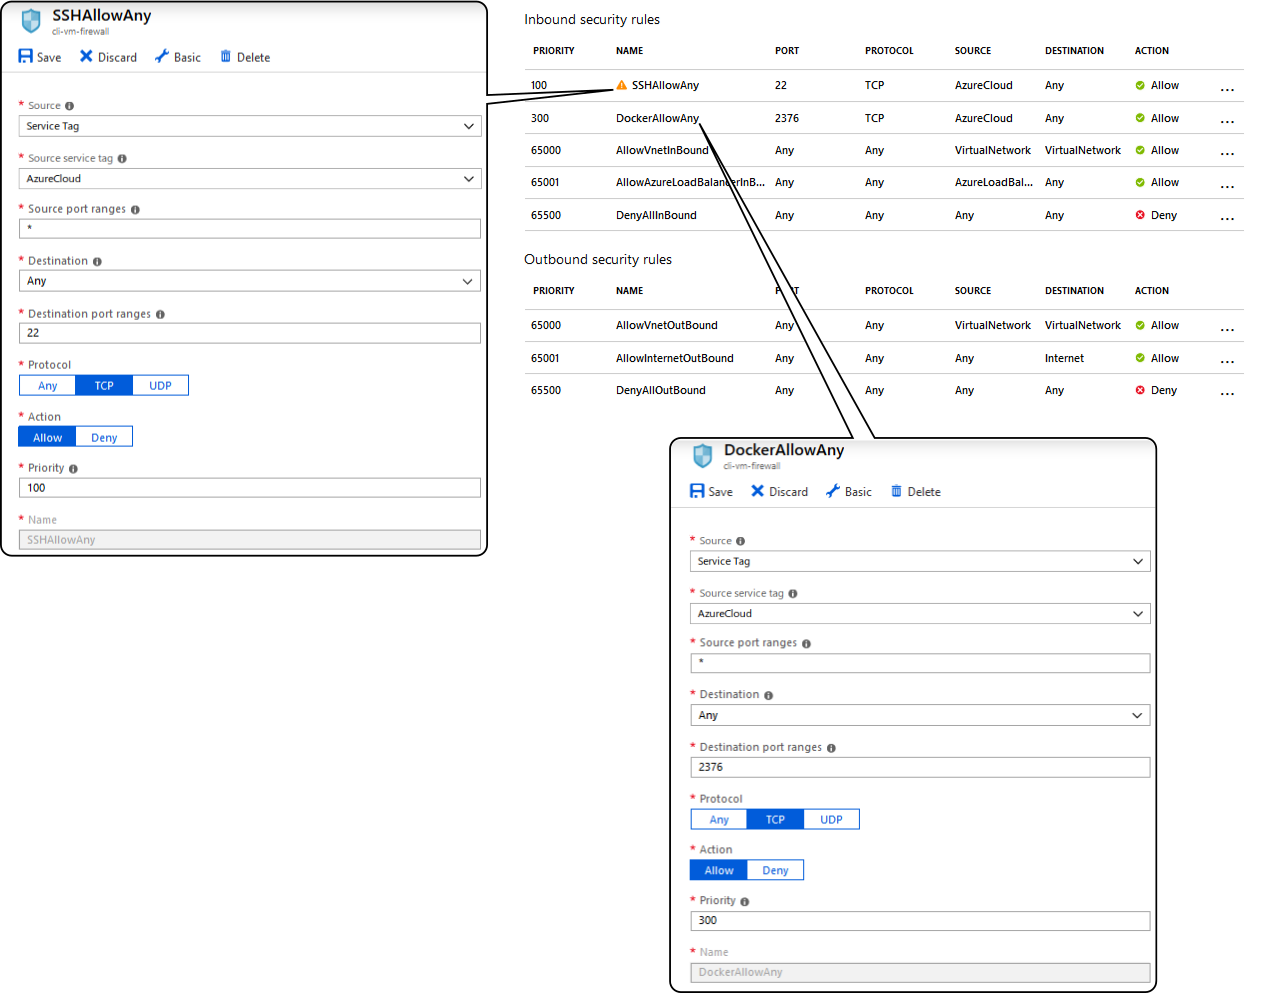 SSHAllowAny
cli-vm-firewall
Save Discard Basic Delete
* Source
Service Tag
* Source service tag
AzureCloud
* Source port ranges
*
* Destination
Any
* Destination port ranges
22
* Protocol
Any TCP UDP
* Action
Allow Deny
* Priority
100
* Name
SSHAllowAny
Inbound security rules
PRIORITY NAME PORT PROTOCOL SOURCE DESTINATION ACTION
100 SSHAllowAny 22 TCP AzureCloud Any Allow ...
300 DockerAllowAny 2376 TCP AzureCloud Any Allow ...
65000 AllowVnetInBound Any Any VirtualNetwork VirtualNetwork Allow ...
65001 AllowAzureLoadBalancerInB... Any Any AzureLoadBal... Any Allow ...
65500 DenyAllInBound Any Any Any Any Deny ...
Outbound security rules
PRIORITY NAME PORT PROTOCOL SOURCE DESTINATION ACTION
65000 AllowVnetOutBound Any Any VirtualNetwork VirtualNetwork Allow ...
65001 AllowInternetOutBound Any Any Any Internet Allow ...
65500 DenyAllOutBound Any Any Any Any Deny ...
DockerAllowAny
cli-vm-firewall
Save Discard Basic Delete
* Source
Service Tag
* Source service tag
AzureCloud
* Source port ranges
*
* Destination
Any
* Destination port ranges
2376
* Protocol
Any TCP UDP
* Action
Allow Deny
* Priority
300
* Name
DockerAllowAny